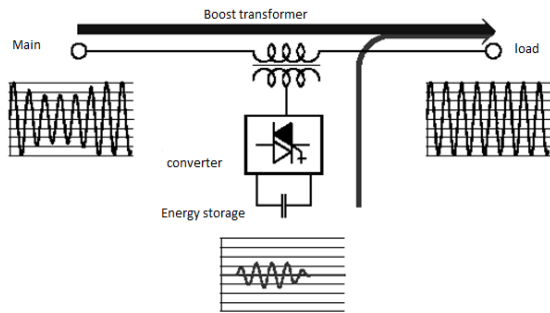 Boost transformer
Main
load
converter
Energy storage